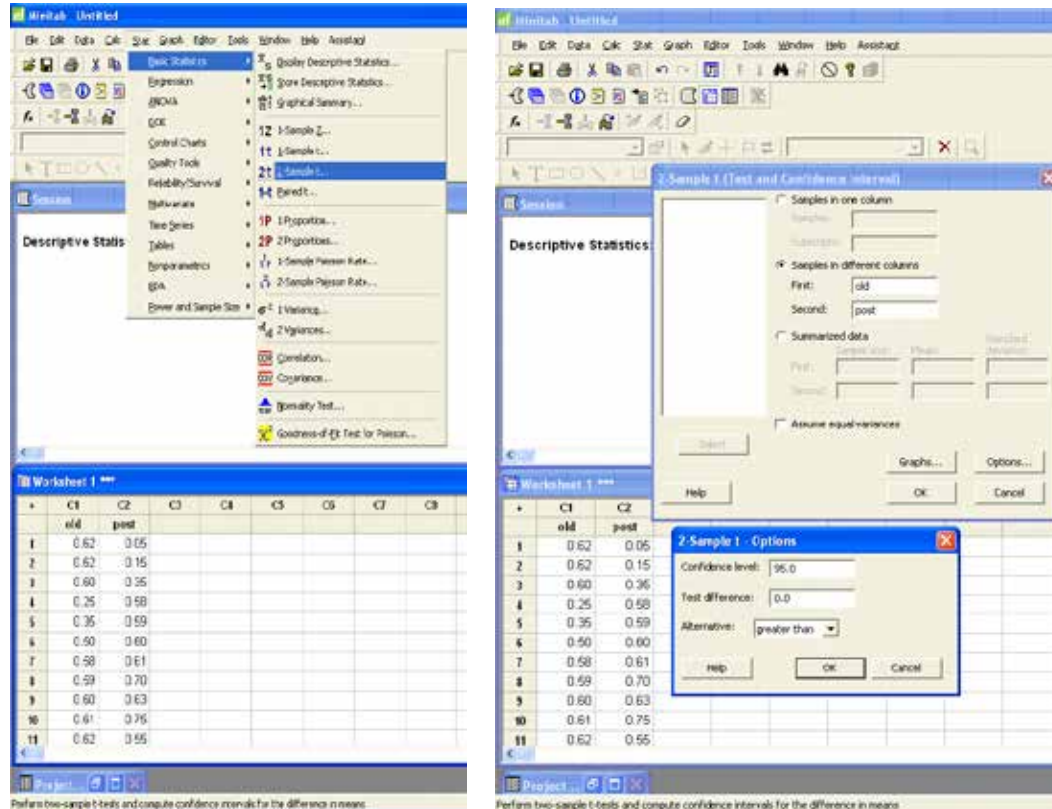 Minitab Untitled
File Edit Data Calc Stat Graph Editor Tools Window Help Assistant
Basic Statistics
Regression
ANOVA
DOE
Control Charts
Quality Tools
Reliability/Survival
Multivariate
Time Series
Tables
Nonparametrics
EDA
Power and Sample Size
Display Descriptive Statistics...
Store Descriptive Statistics...
Graphical Summary...
1Z 1-Sample Z...
1t 1-Sample t...
2t 2-Sample t...
t-t Paired t...
1P 1 Proportion...
2P 2 Proportions...
1-Sample Poisson Rate...
2-Sample Poisson Rate...
σ² 1 Variance...
2 Variances...
COR Correlation...
COV Covariance...
Normality Test...
Goodness-of-Fit Test for Poisson...
Session
Descriptive Statis
Worksheet 1 ***
C1 C2 C3 C4 C5 C6 C7 C8
old post
1 0.62 0.05
2 0.62 0.15
3 0.60 0.35
4 0.25 0.58
5 0.35 0.59
6 0.50 0.60
7 0.58 0.61
8 0.59 0.70
9 0.60 0.63
10 0.61 0.75
11 0.62 0.55
Project...
Perform two-sample t-tests and compute confidence intervals for the difference in means
Minitab Untitled
File Edit Data Calc Stat Graph Editor Tools Window Help Assistant
Session
Descriptive Statistics:
2-Sample t (Test and Confidence Interval)
Samples in one column
Samples:
Subscripts:
Samples in different columns
First: old
Second: post
Summarized data
Sample size: Mean: Standard deviation:
First:
Second:
Assume equal variances
Select
Graphs... Options...
Help OK Cancel
Worksheet 1 ***
C1 C2
old post
1 0.62 0.05
2 0.62 0.15
3 0.60 0.36
4 0.25 0.58
5 0.35 0.59
6 0.50 0.60
7 0.58 0.61
8 0.59 0.70
9 0.60 0.63
10 0.61 0.75
11 0.62 0.55
2-Sample t - Options
Confidence level: 95.0
Test difference: 0.0
Alternative: greater than
Help OK Cancel
Project...
Perform two-sample t-tests and compute confidence intervals for the difference in means